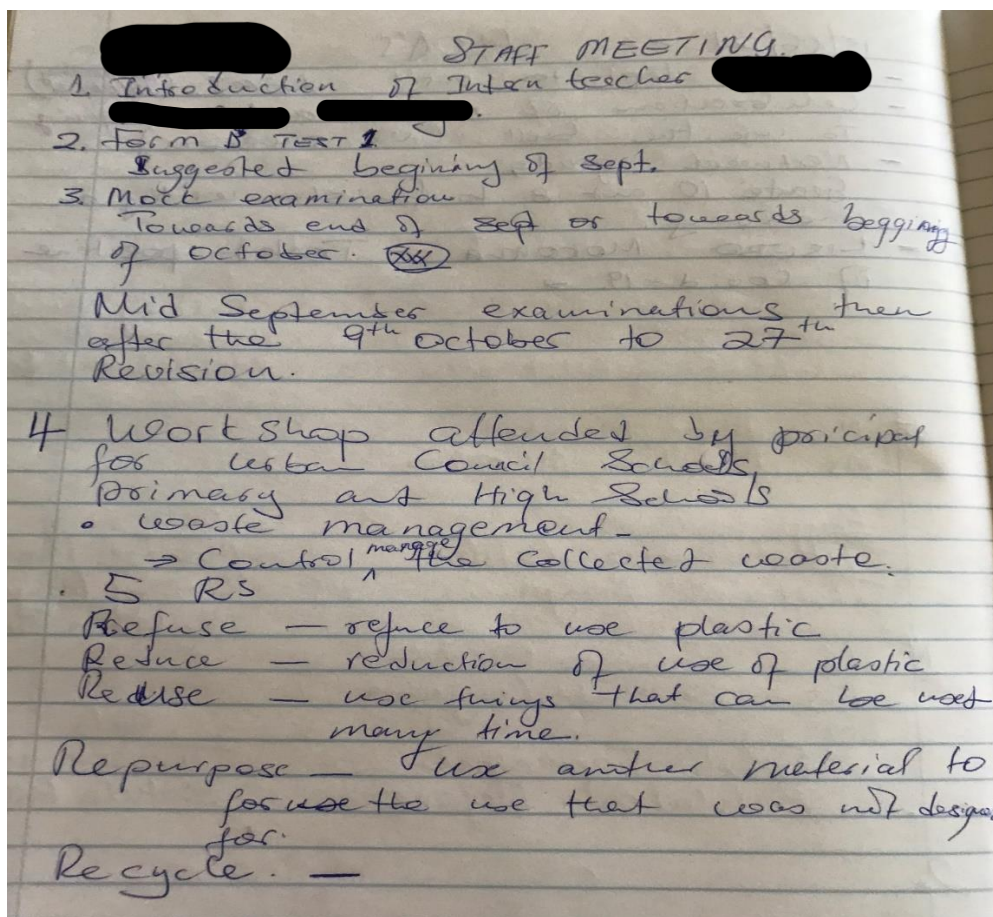 STAFF MEETING.
1. Introduction of Intern teacher
2. Form B TEST 1
Suggested begining of Sept.
3. Mock examination
Towards end of sept or towards beggining
of october.
Mid September examinations, then
after the 9th october to 27th
Revision.
4 Workshop attended by pricipal
for urban Council Schools,
primary and High Schools
• waste management -
→ Control manage the collected waste.
. 5 RS
Refuse — refuce to use plastic
Reduce — reduction of use of plastic
Reuse — use things that can be used
many time.
Repurpose — use another material to
for the use that was not designed
for.
Recycle. —